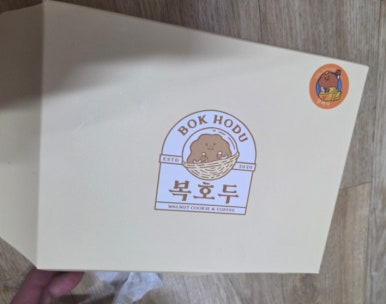 BOK HODU
ESTD 2020
복호두
WALNUT COOKIE & COFFEE